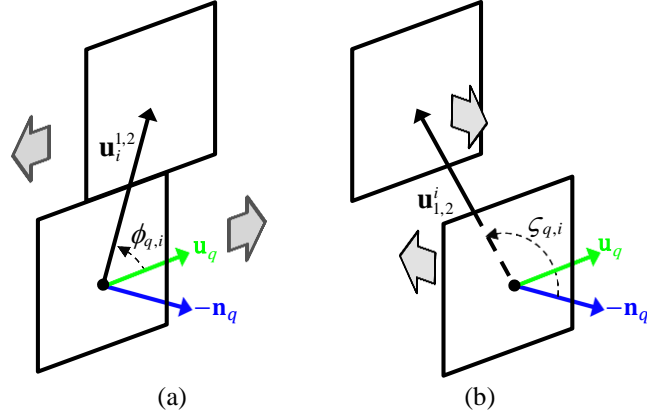 u_i^{1,2}
ϕ_{q,i}
u_q
−n_q
(a)
u_{1,2}^i
ς_{q,i}
u_q
−n_q
(b)